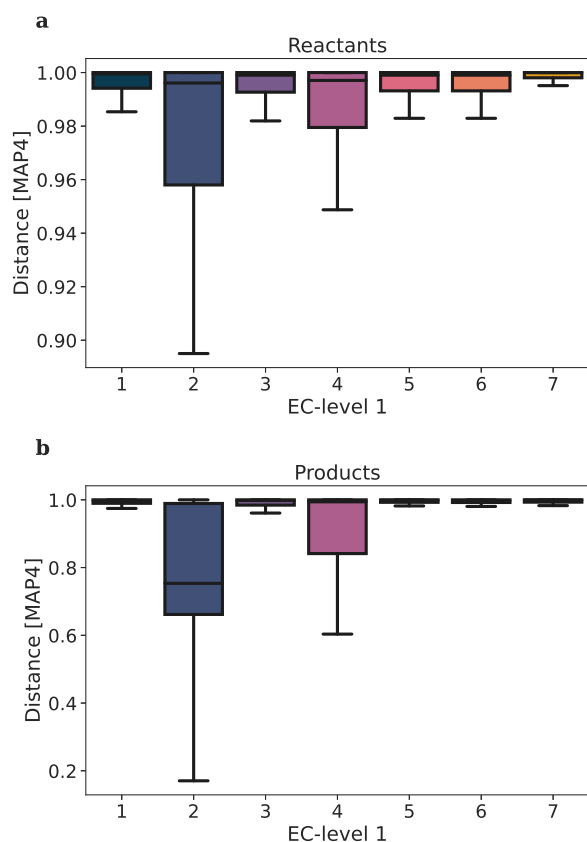 a
Reactants
1.00
0.98
0.96
0.94
0.92
0.90
Distance [MAP4]
1 2 3 4 5 6 7
EC-level 1
b
Products
1.0
0.8
0.6
0.4
0.2
Distance [MAP4]
1 2 3 4 5 6 7
EC-level 1